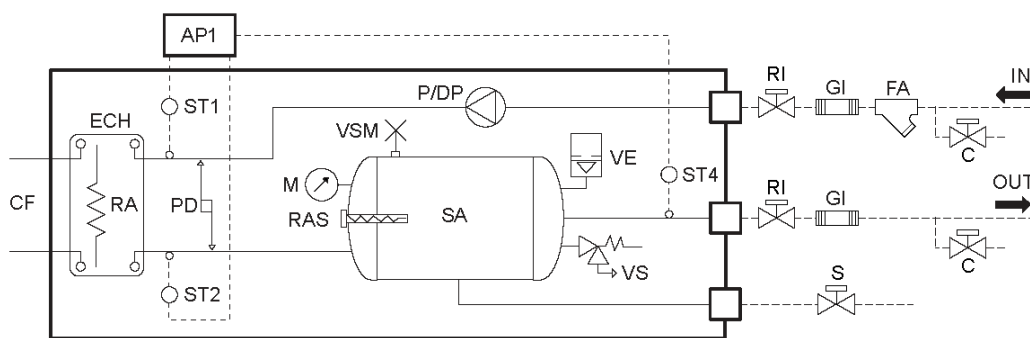 AP1
IN
RI
GI
FA
P/DP
ST1
ECH
VSM
VE
C
ST4
M
OUT
CF
RA
PD
RAS
SA
RI
GI
C
VS
S
ST2